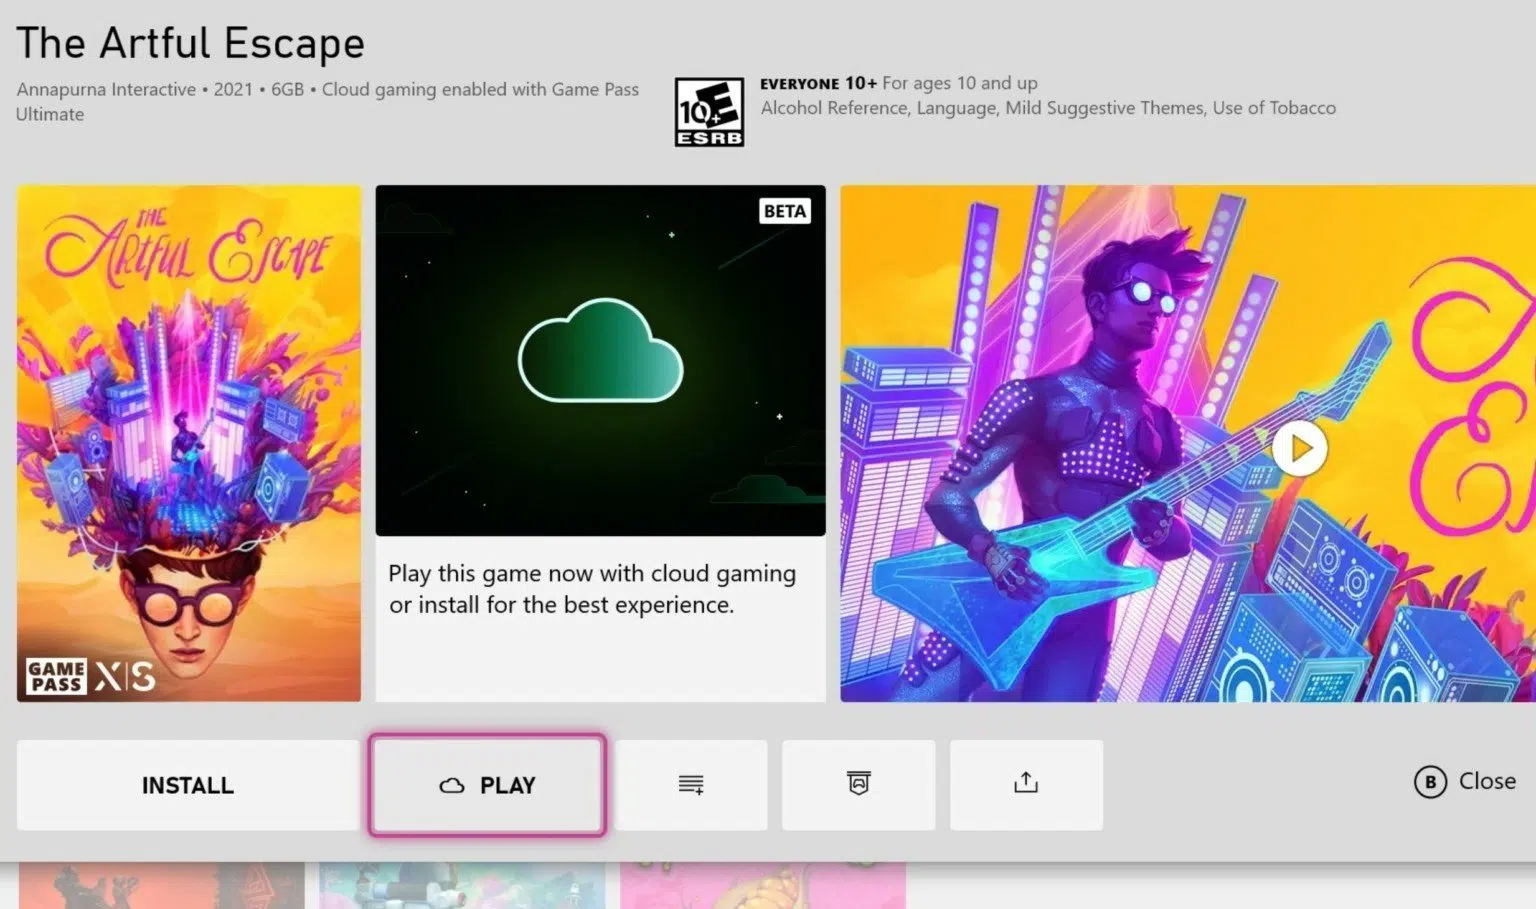 The Artful Escape
Annapurna Interactive • 2021 • 6GB • Cloud gaming enabled with Game Pass
Ultimate
10+
ESRB
EVERYONE 10+ For ages 10 and up
Alcohol Reference, Language, Mild Suggestive Themes, Use of Tobacco
THE
ARTFUL ESCAPE
GAME
PASS
X|S
BETA
Play this game now with cloud gaming
or install for the best experience.
INSTALL
PLAY
B Close